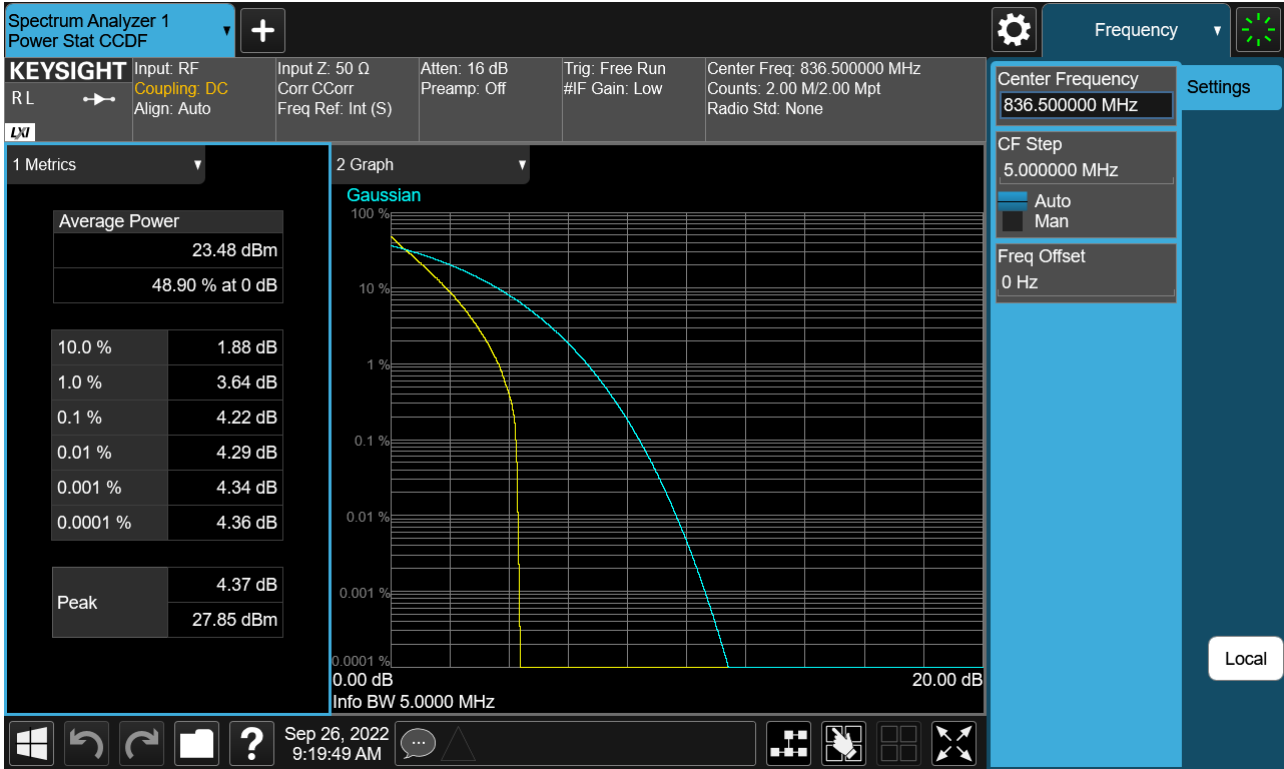 Spectrum Analyzer 1
Power Stat CCDF
Frequency
KEYSIGHT
R L
LXI
Input: RF
Coupling: DC
Align: Auto
Input Z: 50 Ω
Corr CCorr
Freq Ref: Int (S)
Atten: 16 dB
Preamp: Off
Trig: Free Run
#IF Gain: Low
Center Freq: 836.500000 MHz
Counts: 2.00 M/2.00 Mpt
Radio Std: None
Center Frequency
836.500000 MHz
Settings
CF Step
5.000000 MHz
Auto
Man
Freq Offset
0 Hz
Local
1 Metrics
Average Power
23.48 dBm
48.90 % at 0 dB
10.0 % 1.88 dB
1.0 % 3.64 dB
0.1 % 4.22 dB
0.01 % 4.29 dB
0.001 % 4.34 dB
0.0001 % 4.36 dB
Peak
4.37 dB
27.85 dBm
2 Graph
Gaussian
100 %
10 %
1 %
0.1 %
0.01 %
0.001 %
0.0001 %
0.00 dB 20.00 dB
Info BW 5.0000 MHz
?
Sep 26, 2022
9:19:49 AM